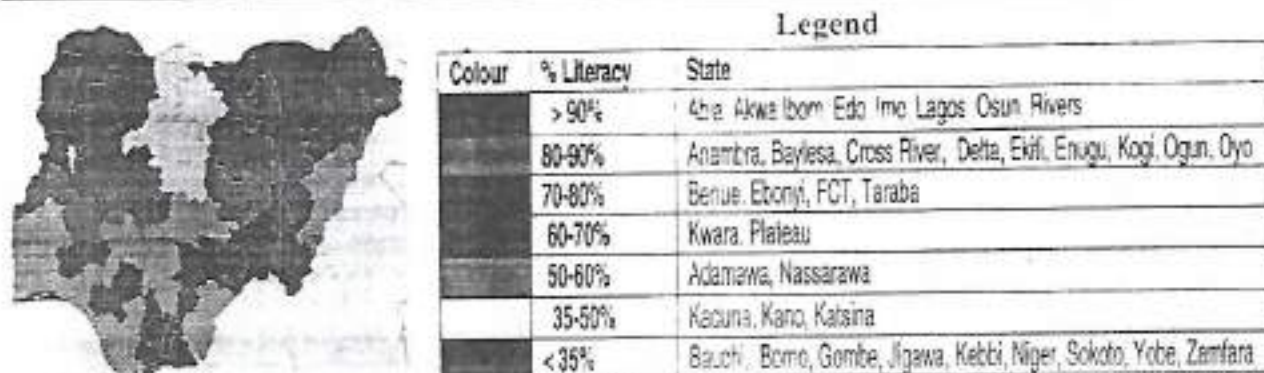 Legend
Colour % Literacy State
> 90% Abia Akwa Ibom Edo Imo Lagos Osun Rivers
80-90% Anambra, Baylesa, Cross River, Delta, Ekiti, Enugu, Kogi, Ogun, Oyo
70-80% Benue, Ebonyi, FCT, Taraba
60-70% Kwara, Plateau
50-60% Adamawa, Nassarawa
35-50% Kaduna, Kano, Katsina
<35% Bauchi, Borno, Gombe, Jigawa, Kebbi, Niger, Sokoto, Yobe, Zamfara